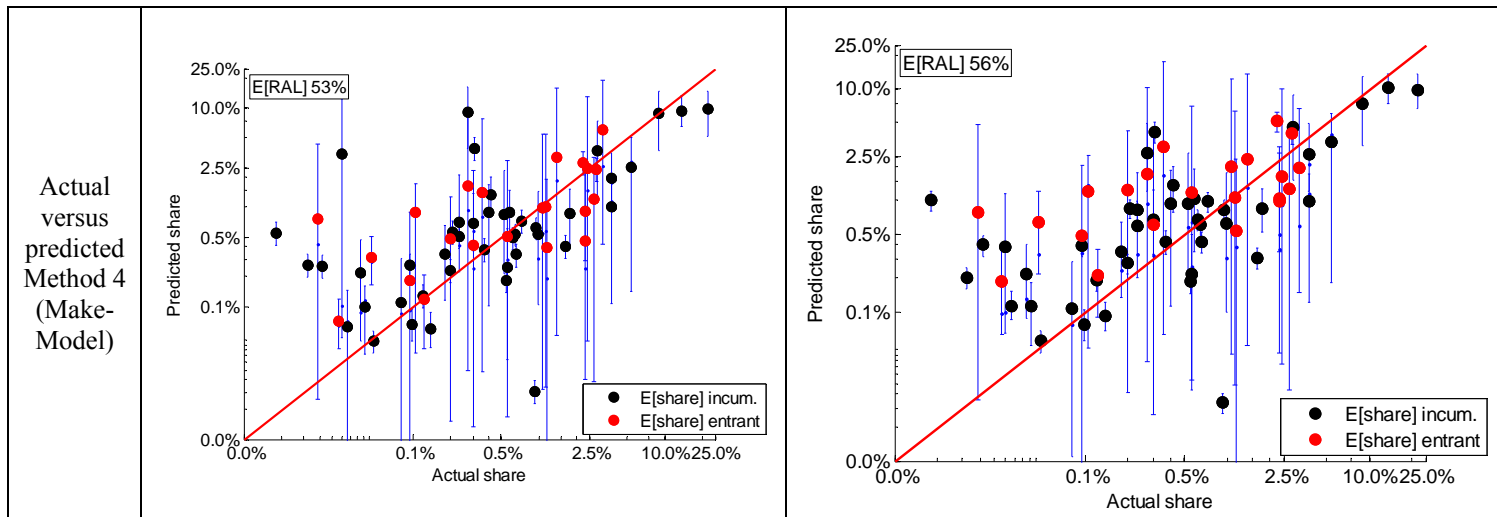 Actual
versus
predicted
Method 4
(Make-
Model)
E[RAL] 53%
Predicted share
25.0%
10.0%
2.5%
0.5%
0.1%
0.0%
E[share] incum.
E[share] entrant
0.0% 0.1% 0.5% 2.5% 10.0% 25.0%
Actual share
E[RAL] 56%
Predicted share
25.0%
10.0%
2.5%
0.5%
0.1%
0.0%
E[share] incum.
E[share] entrant
0.0% 0.1% 0.5% 2.5% 10.0% 25.0%
Actual share